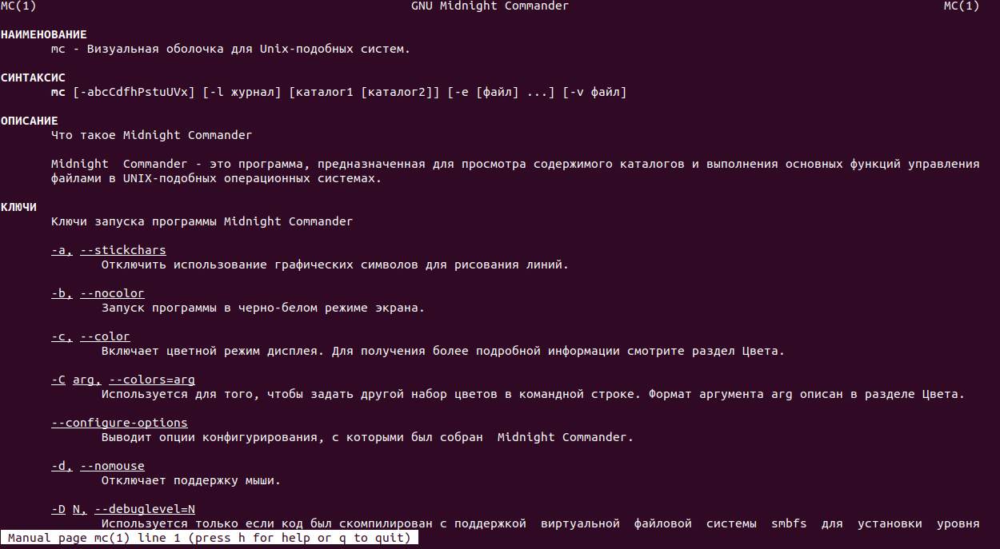 MC(1) GNU Midnight Commander MC(1)
НАИМЕНОВАНИЕ
mc - Визуальная оболочка для Unix-подобных систем.
СИНТАКСИС
mc [-abcCdfhPstuUVx] [-l журнал] [каталог1 [каталог2]] [-e [файл] ...] [-v файл]
ОПИСАНИЕ
Что такое Midnight Commander
Midnight  Commander - это программа, предназначенная для просмотра содержимого каталогов и выполнения основных функций управления
файлами в UNIX-подобных операционных системах.
КЛЮЧИ
Ключи запуска программы Midnight Commander
-a, --stickchars
Отключить использование графических символов для рисования линий.
-b, --nocolor
Запуск программы в черно-белом режиме экрана.
-c, --color
Включает цветной режим дисплея. Для получения более подробной информации смотрите раздел Цвета.
-C arg, --colors=arg
Используется для того, чтобы задать другой набор цветов в командной строке. Формат аргумента arg описан в разделе Цвета.
--configure-options
Выводит опции конфигурирования, с которыми был собран  Midnight Commander.
-d, --nomouse
Отключает поддержку мыши.
-D N, --debuglevel=N
Используется только если код был скомпилирован с поддержкой  виртуальной  файловой  системы  smbfs  для  установки  уровня
Manual page mc(1) line 1 (press h for help or q to quit)